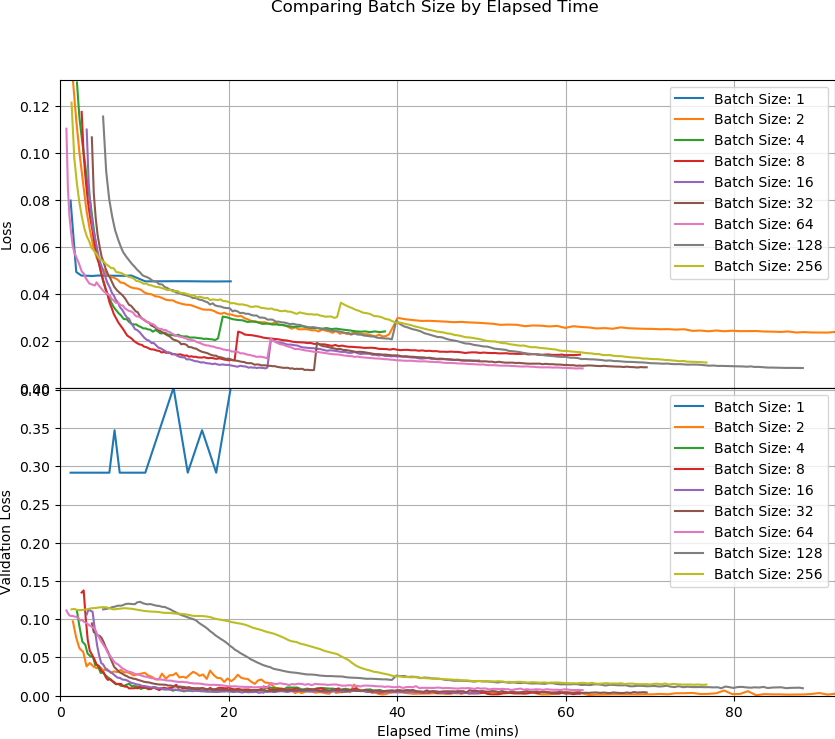 Comparing Batch Size by Elapsed Time
0.12
0.10
0.08
0.06
0.04
0.02
0.00
Loss
Batch Size: 1
Batch Size: 2
Batch Size: 4
Batch Size: 8
Batch Size: 16
Batch Size: 32
Batch Size: 64
Batch Size: 128
Batch Size: 256
0.40
0.35
0.30
0.25
0.20
0.15
0.10
0.05
0.00
Validation Loss
Batch Size: 1
Batch Size: 2
Batch Size: 4
Batch Size: 8
Batch Size: 16
Batch Size: 32
Batch Size: 64
Batch Size: 128
Batch Size: 256
0 20 40 60 80
Elapsed Time (mins)